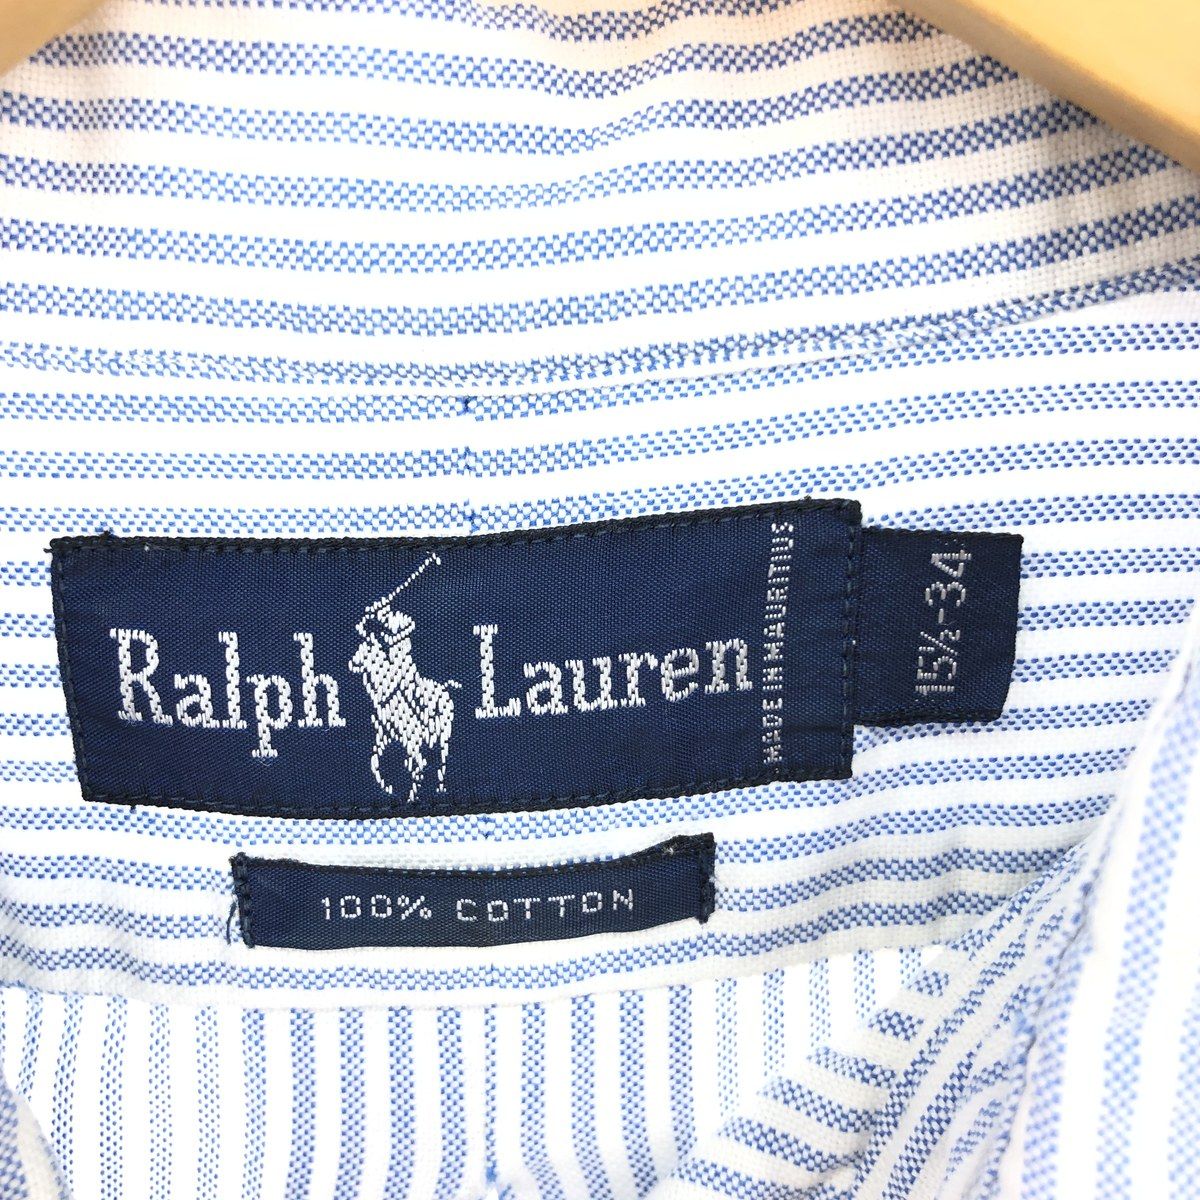 Ralph Lauren
MADE IN MAURITIUS
15½-34
100% COTTON